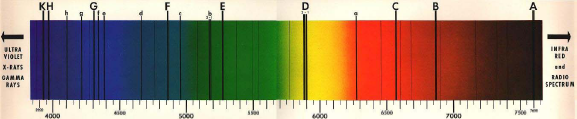 K H h g G f e d F c b E D a C B A
ULTRA
VIOLET
X-RAYS
GAMMA
RAYS
INFRA
RED
and
RADIO
SPECTRUM
4000 4500 5000 5500 6000 6500 7000 7500